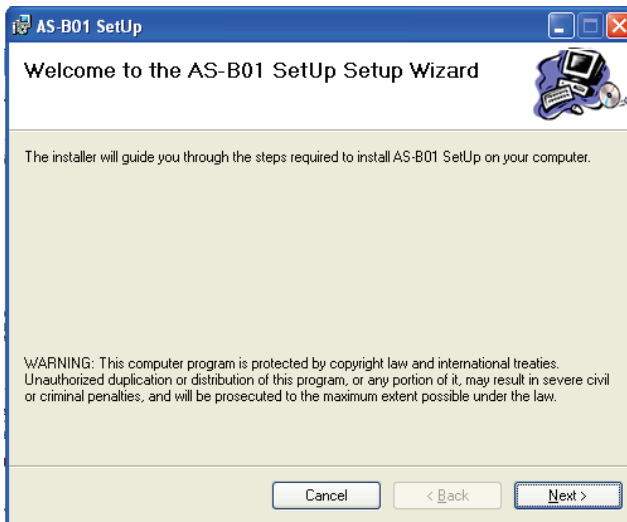 AS-B01 SetUp
Welcome to the AS-B01 SetUp Setup Wizard
The installer will guide you through the steps required to install AS-B01 SetUp on your computer.
WARNING: This computer program is protected by copyright law and international treaties.
Unauthorized duplication or distribution of this program, or any portion of it, may result in severe civil
or criminal penalties, and will be prosecuted to the maximum extent possible under the law.
Cancel
< Back
Next >